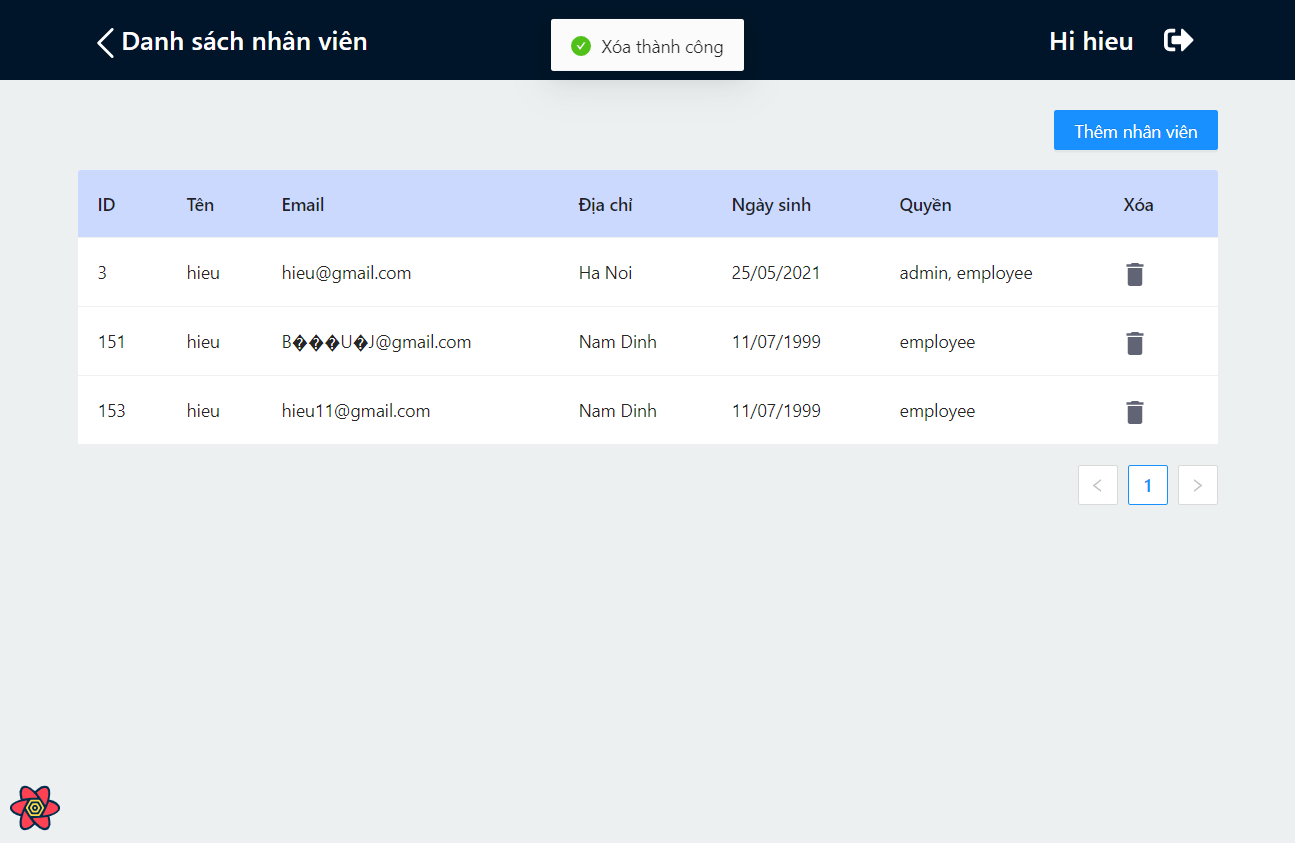 Danh sách nhân viên
Xóa thành công
Hi hieu
Thêm nhân viên
ID Tên Email Địa chỉ Ngày sinh Quyền Xóa
3 hieu hieu@gmail.com Ha Noi 25/05/2021 admin, employee
151 hieu B���U�J@gmail.com Nam Dinh 11/07/1999 employee
153 hieu hieu11@gmail.com Nam Dinh 11/07/1999 employee
< 1 >